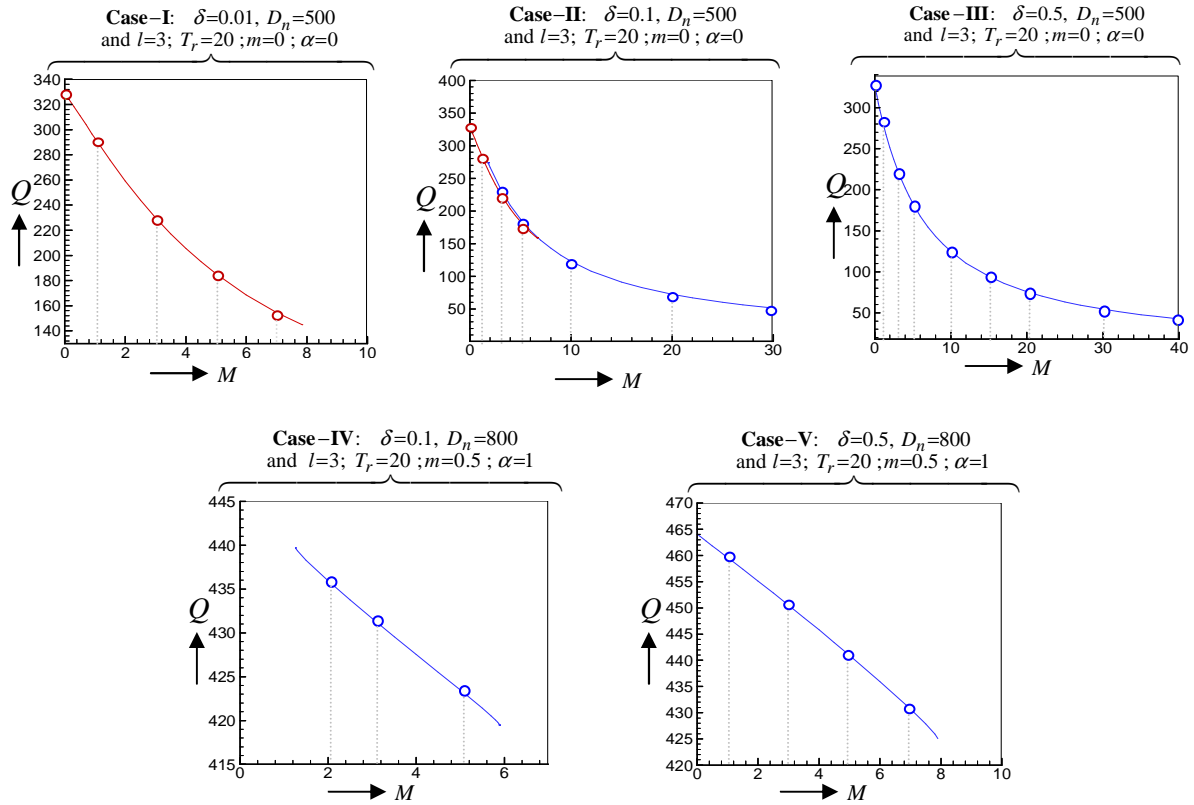 Case–I: δ=0.01, Dn=500
and l=3; Tr=20 ;m=0 ; α=0
Case–II: δ=0.1, Dn=500
and l=3; Tr=20 ;m=0 ; α=0
Case–III: δ=0.5, Dn=500
and l=3; Tr=20 ;m=0 ; α=0
340
320
300
280
260
240
220
200
180
160
140
Q
0 2 4 6 8 10
M
400
350
300
250
200
150
100
50
Q
0 10 20 30
M
300
250
200
150
100
50
Q
0 10 20 30 40
M
Case–IV: δ=0.1, Dn=800
and l=3; Tr=20 ;m=0.5 ; α=1
Case–V: δ=0.5, Dn=800
and l=3; Tr=20 ;m=0.5 ; α=1
445
440
435
430
425
420
415
Q
0 2 4 6
M
470
465
460
455
450
445
440
435
430
425
420
Q
0 2 4 6 8 10
M